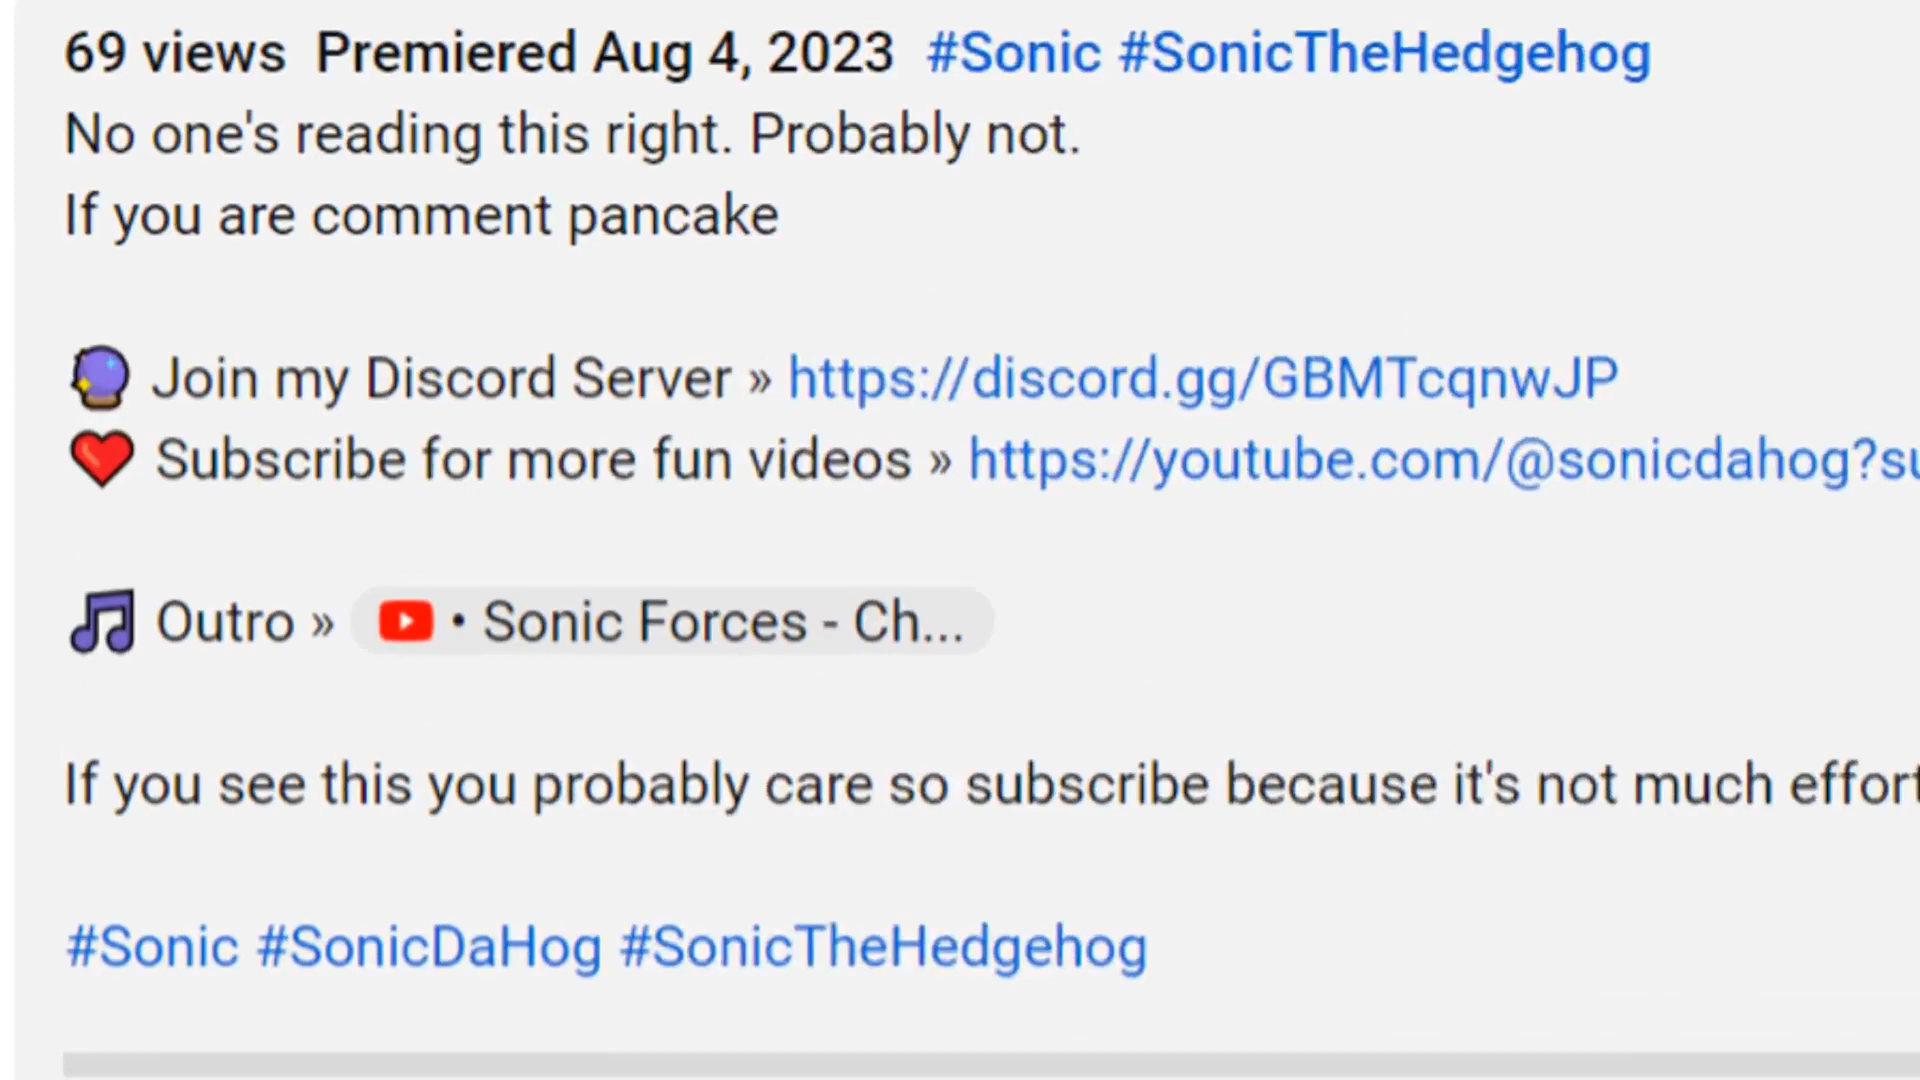 69 views Premiered Aug 4, 2023 #Sonic #SonicTheHedgehog
No one's reading this right. Probably not.
If you are comment pancake
🔮 Join my Discord Server » https://discord.gg/GBMTcqnwJP
❤️ Subscribe for more fun videos » https://youtube.com/@sonicdahog?su
🎵 Outro » • Sonic Forces - Ch...
If you see this you probably care so subscribe because it's not much effort
#Sonic #SonicDaHog #SonicTheHedgehog